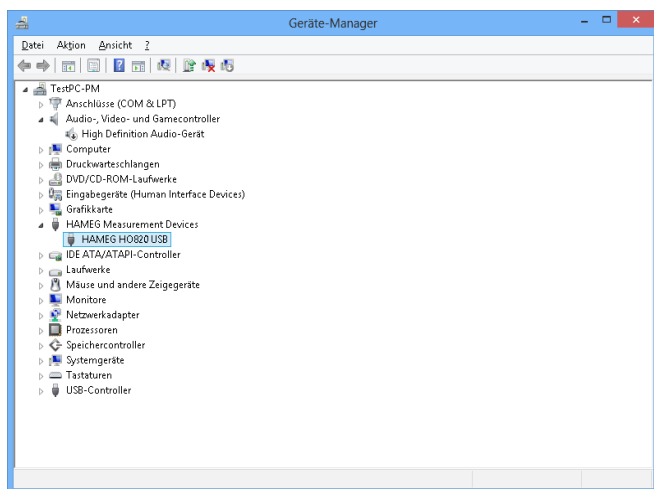 Geräte-Manager
Datei Aktion Ansicht ?
TestPC-PM
Anschlüsse (COM & LPT)
Audio-, Video- und Gamecontroller
High Definition Audio-Gerät
Computer
Druckwarteschlangen
DVD/CD-ROM-Laufwerke
Eingabegeräte (Human Interface Devices)
Grafikkarte
HAMEG Measurement Devices
HAMEG HO820 USB
IDE ATA/ATAPI-Controller
Laufwerke
Mäuse und andere Zeigegeräte
Monitore
Netzwerkadapter
Prozessoren
Speichercontroller
Systemgeräte
Tastaturen
USB-Controller